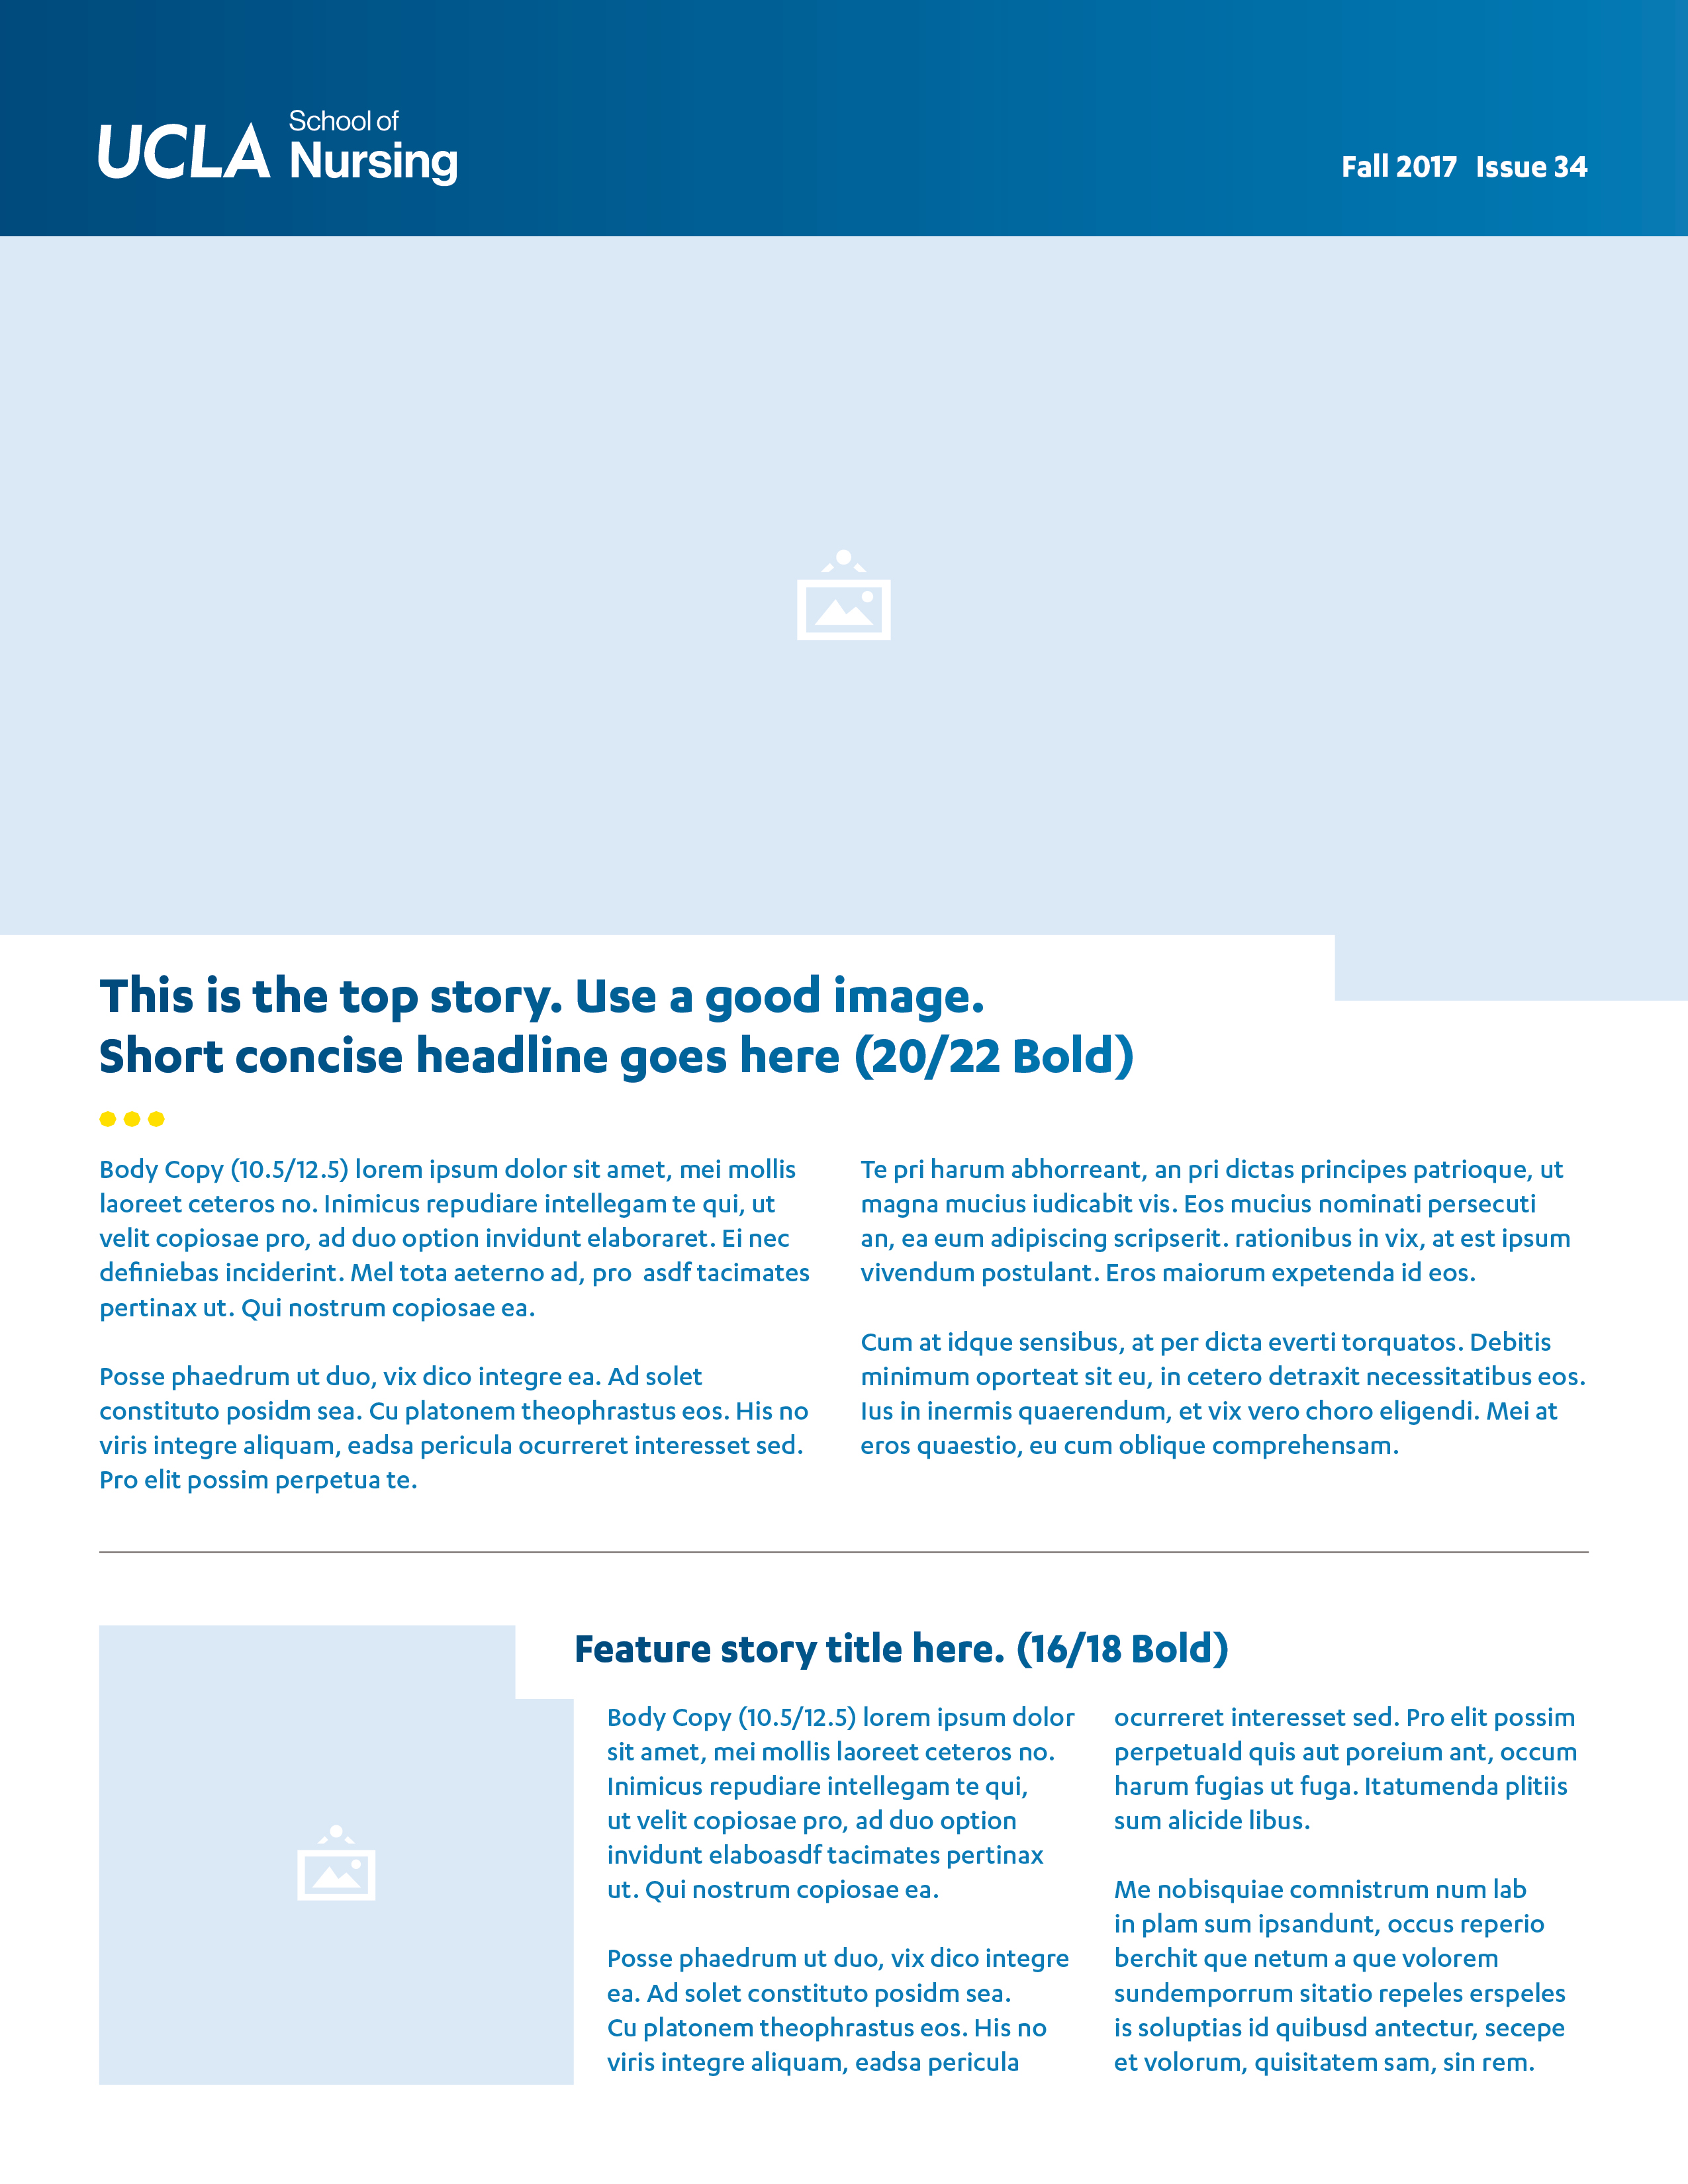 UCLA School of
Nursing
Fall 2017 Issue 34
This is the top story. Use a good image.
Short concise headline goes here (20/22 Bold)
Body Copy (10.5/12.5) lorem ipsum dolor sit amet, mei mollis
laoreet ceteros no. Inimicus repudiare intellegam te qui, ut
velit copiosae pro, ad duo option invidunt elaboraret. Ei nec
definiebas inciderint. Mel tota aeterno ad, pro  asdf tacimates
pertinax ut. Qui nostrum copiosae ea.
Posse phaedrum ut duo, vix dico integre ea. Ad solet
constituto posidm sea. Cu platonem theophrastus eos. His no
viris integre aliquam, eadsa pericula ocurreret interesset sed.
Pro elit possim perpetua te.
Te pri harum abhorreant, an pri dictas principes patrioque, ut
magna mucius iudicabit vis. Eos mucius nominati persecuti
an, ea eum adipiscing scripserit. rationibus in vix, at est ipsum
vivendum postulant. Eros maiorum expetenda id eos.
Cum at idque sensibus, at per dicta everti torquatos. Debitis
minimum oporteat sit eu, in cetero detraxit necessitatibus eos.
Ius in inermis quaerendum, et vix vero choro eligendi. Mei at
eros quaestio, eu cum oblique comprehensam.
Feature story title here. (16/18 Bold)
Body Copy (10.5/12.5) lorem ipsum dolor
sit amet, mei mollis laoreet ceteros no.
Inimicus repudiare intellegam te qui,
ut velit copiosae pro, ad duo option
invidunt elaboasdf tacimates pertinax
ut. Qui nostrum copiosae ea.
Posse phaedrum ut duo, vix dico integre
ea. Ad solet constituto posidm sea.
Cu platonem theophrastus eos. His no
viris integre aliquam, eadsa pericula
ocurreret interesset sed. Pro elit possim
perpetuaId quis aut poreium ant, occum
harum fugias ut fuga. Itatumenda plitiis
sum alicide libus.
Me nobisquiae comnistrum num lab
in plam sum ipsandunt, occus reperio
berchit que netum a que volorem
sundemporrum sitatio repeles erspeles
is soluptias id quibusd antectur, secepe
et volorum, quisitatem sam, sin rem.